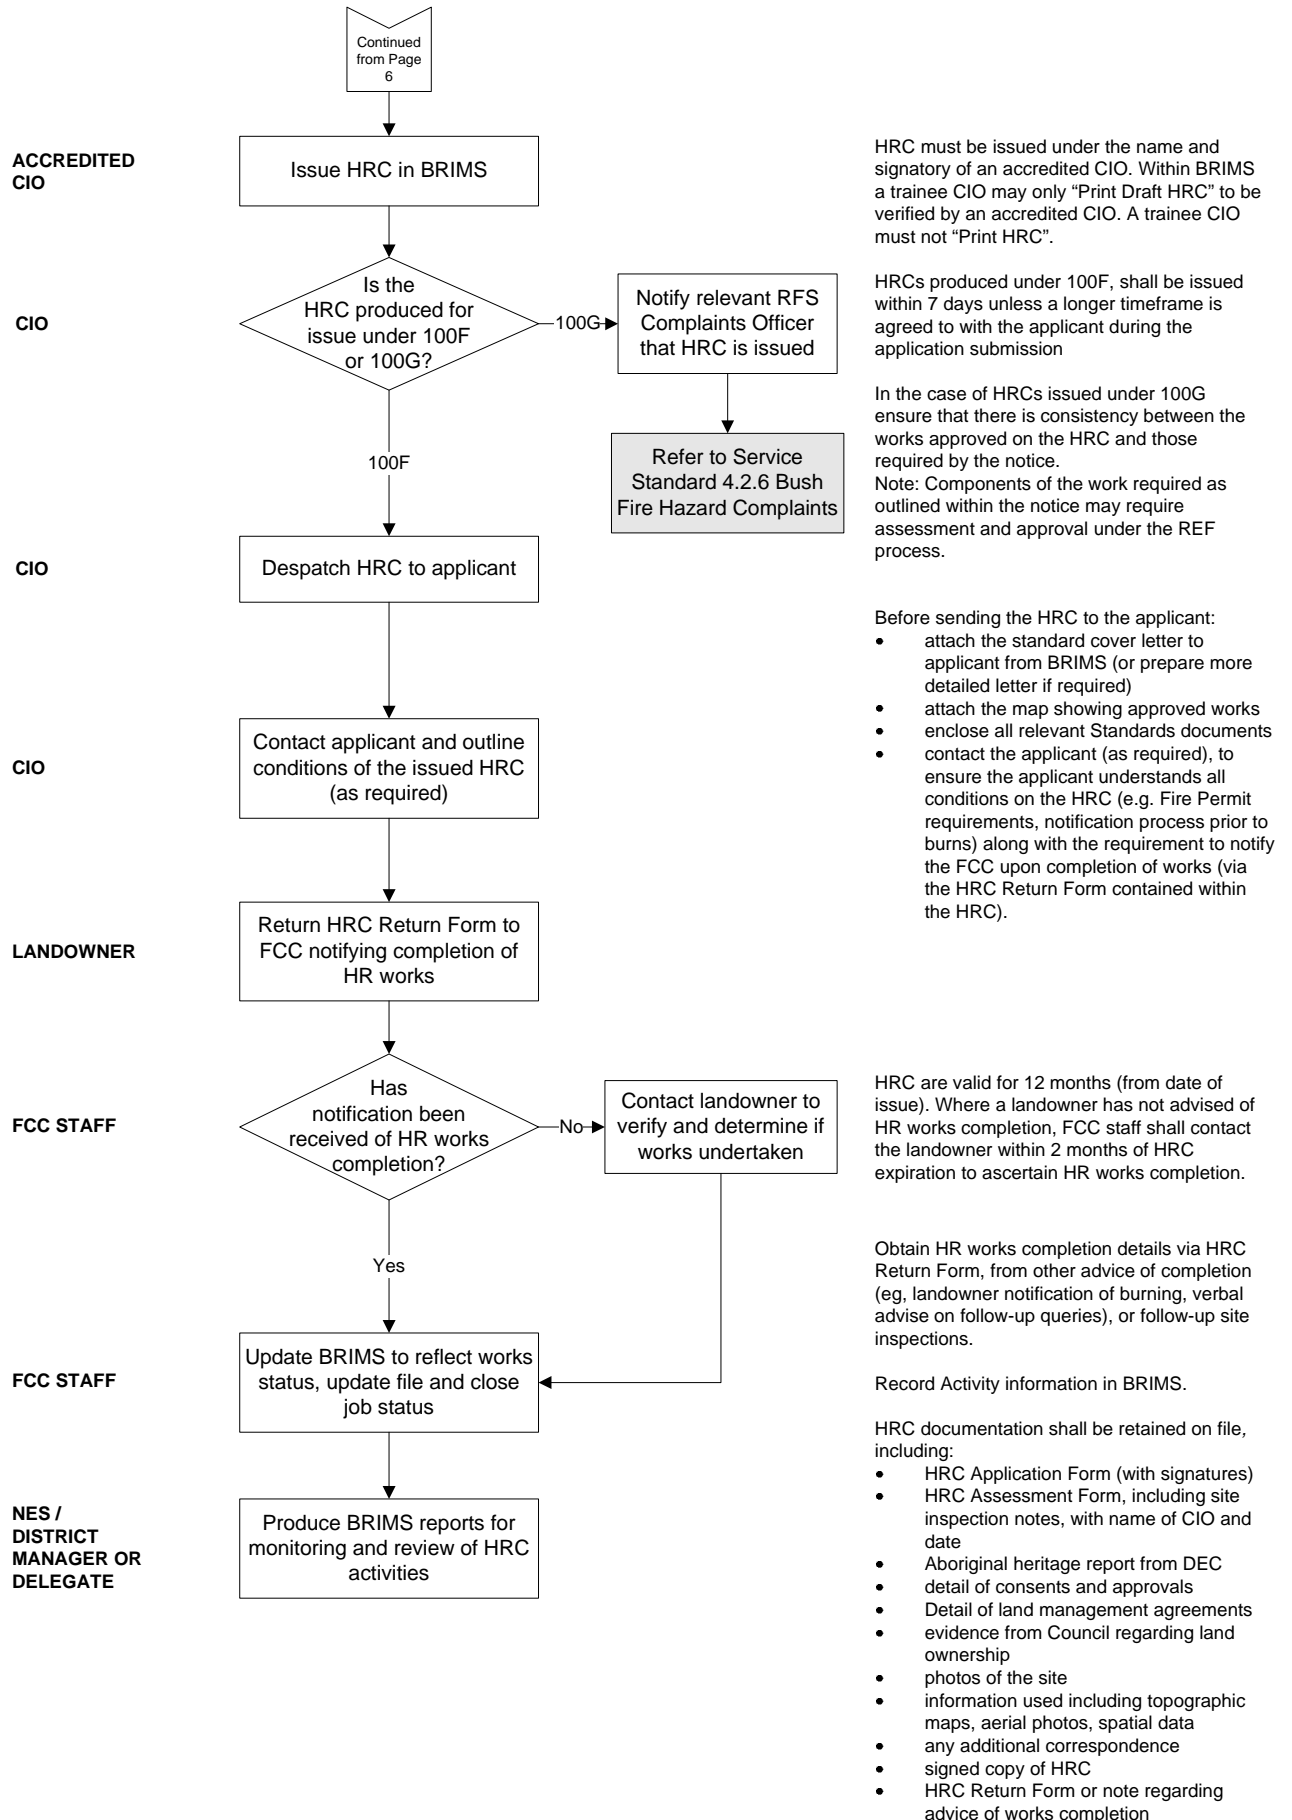 Continued
from Page
6
ACCREDITED
CIO
Issue HRC in BRIMS
HRC must be issued under the name and
signatory of an accredited CIO. Within BRIMS
a trainee CIO may only “Print Draft HRC” to be
verified by an accredited CIO. A trainee CIO
must not “Print HRC”.
CIO
Is the
HRC produced for
issue under 100F
or 100G?
100G
Notify relevant RFS
Complaints Officer
that HRC is issued
HRCs produced under 100F, shall be issued
within 7 days unless a longer timeframe is
agreed to with the applicant during the
application submission
In the case of HRCs issued under 100G
ensure that there is consistency between the
works approved on the HRC and those
required by the notice.
Note: Components of the work required as
outlined within the notice may require
assessment and approval under the REF
process.
100F
Refer to Service
Standard 4.2.6 Bush
Fire Hazard Complaints
CIO
Despatch HRC to applicant
Before sending the HRC to the applicant:
• attach the standard cover letter to
applicant from BRIMS (or prepare more
detailed letter if required)
• attach the map showing approved works
• enclose all relevant Standards documents
• contact the applicant (as required), to
ensure the applicant understands all
conditions on the HRC (e.g. Fire Permit
requirements, notification process prior to
burns) along with the requirement to notify
the FCC upon completion of works (via
the HRC Return Form contained within
the HRC).
CIO
Contact applicant and outline
conditions of the issued HRC
(as required)
LANDOWNER
Return HRC Return Form to
FCC notifying completion of
HR works
FCC STAFF
Has
notification been
received of HR works
completion?
No
Contact landowner to
verify and determine if
works undertaken
HRC are valid for 12 months (from date of
issue). Where a landowner has not advised of
HR works completion, FCC staff shall contact
the landowner within 2 months of HRC
expiration to ascertain HR works completion.
Yes
Obtain HR works completion details via HRC
Return Form, from other advice of completion
(eg, landowner notification of burning, verbal
advise on follow-up queries), or follow-up site
inspections.
FCC STAFF
Update BRIMS to reflect works
status, update file and close
job status
Record Activity information in BRIMS.
HRC documentation shall be retained on file,
including:
• HRC Application Form (with signatures)
• HRC Assessment Form, including site
inspection notes, with name of CIO and
date
• Aboriginal heritage report from DEC
• detail of consents and approvals
• Detail of land management agreements
• evidence from Council regarding land
ownership
• photos of the site
• information used including topographic
maps, aerial photos, spatial data
• any additional correspondence
• signed copy of HRC
• HRC Return Form or note regarding
advice of works completion
NES /
DISTRICT
MANAGER OR
DELEGATE
Produce BRIMS reports for
monitoring and review of HRC
activities